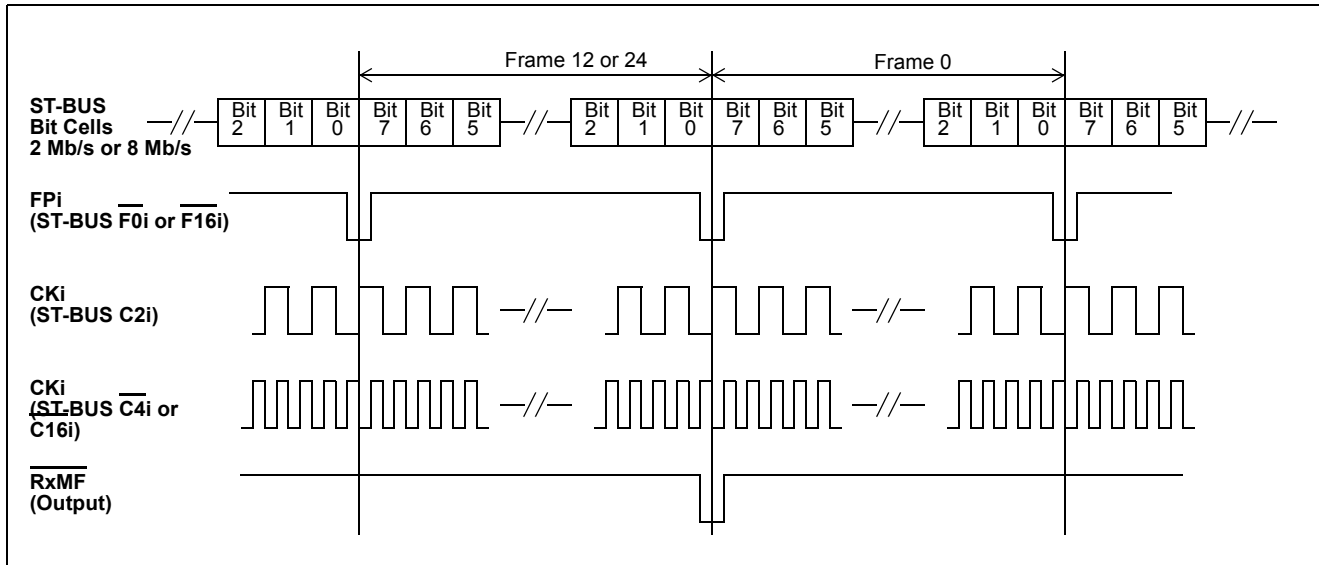 Frame 12 or 24
Frame 0
ST-BUS
Bit Cells
2 Mb/s or 8 Mb/s
Bit 2
Bit 1
Bit 0
Bit 7
Bit 6
Bit 5
Bit 2
Bit 1
Bit 0
Bit 7
Bit 6
Bit 5
Bit 2
Bit 1
Bit 0
Bit 7
Bit 6
Bit 5
FPi
(ST-BUS F0i or F16i)
CKi
(ST-BUS C2i)
CKi
(ST-BUS C4i or
C16i)
RxMF
(Output)